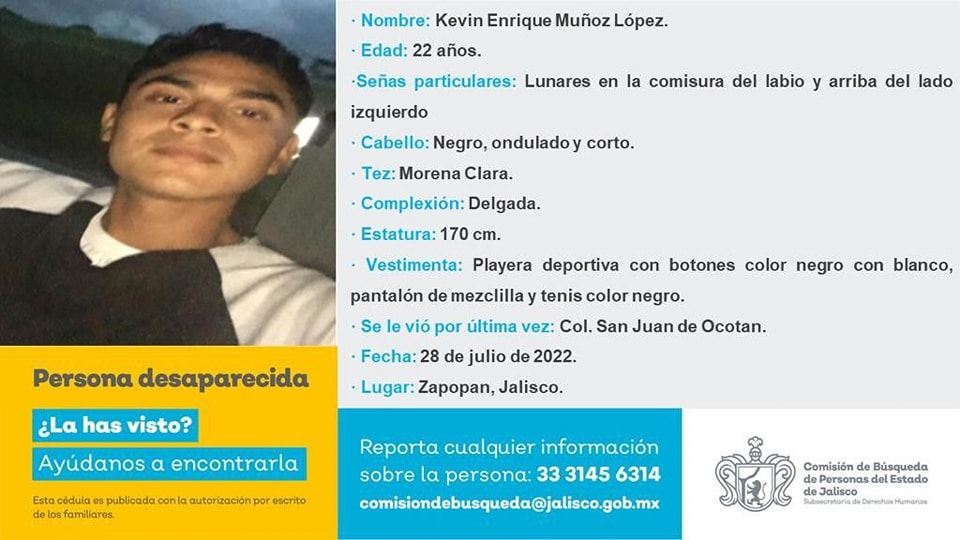 · Nombre: Kevin Enrique Muñoz López.
· Edad: 22 años.
·Señas particulares: Lunares en la comisura del labio y arriba del lado
izquierdo
· Cabello: Negro, ondulado y corto.
· Tez: Morena Clara.
· Complexión: Delgada.
· Estatura: 170 cm.
· Vestimenta: Playera deportiva con botones color negro con blanco,
pantalón de mezclilla y tenis color negro.
· Se le vió por última vez: Col. San Juan de Ocotan.
· Fecha: 28 de julio de 2022.
· Lugar: Zapopan, Jalisco.
Persona desaparecida
¿La has visto?
Ayúdanos a encontrarla
Esta cédula es publicada con la autorización por escrito
de los familiares.
Reporta cualquier información
sobre la persona: 33 3145 6314
comisiondebusqueda@jalisco.gob.mx
Comisión de Búsqueda
de Personas del Estado
de Jalisco
Subsecretaría de Derechos Humanos